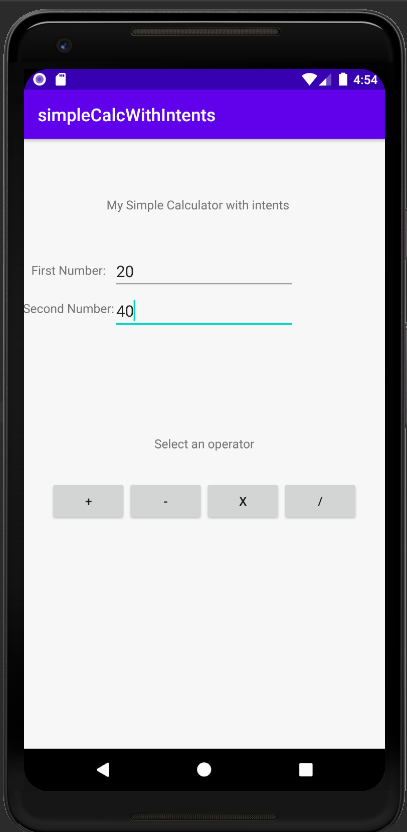 4:54
simpleCalcWithIntents
My Simple Calculator with intents
First Number: 20
Second Number: 40
Select an operator
+ - X /